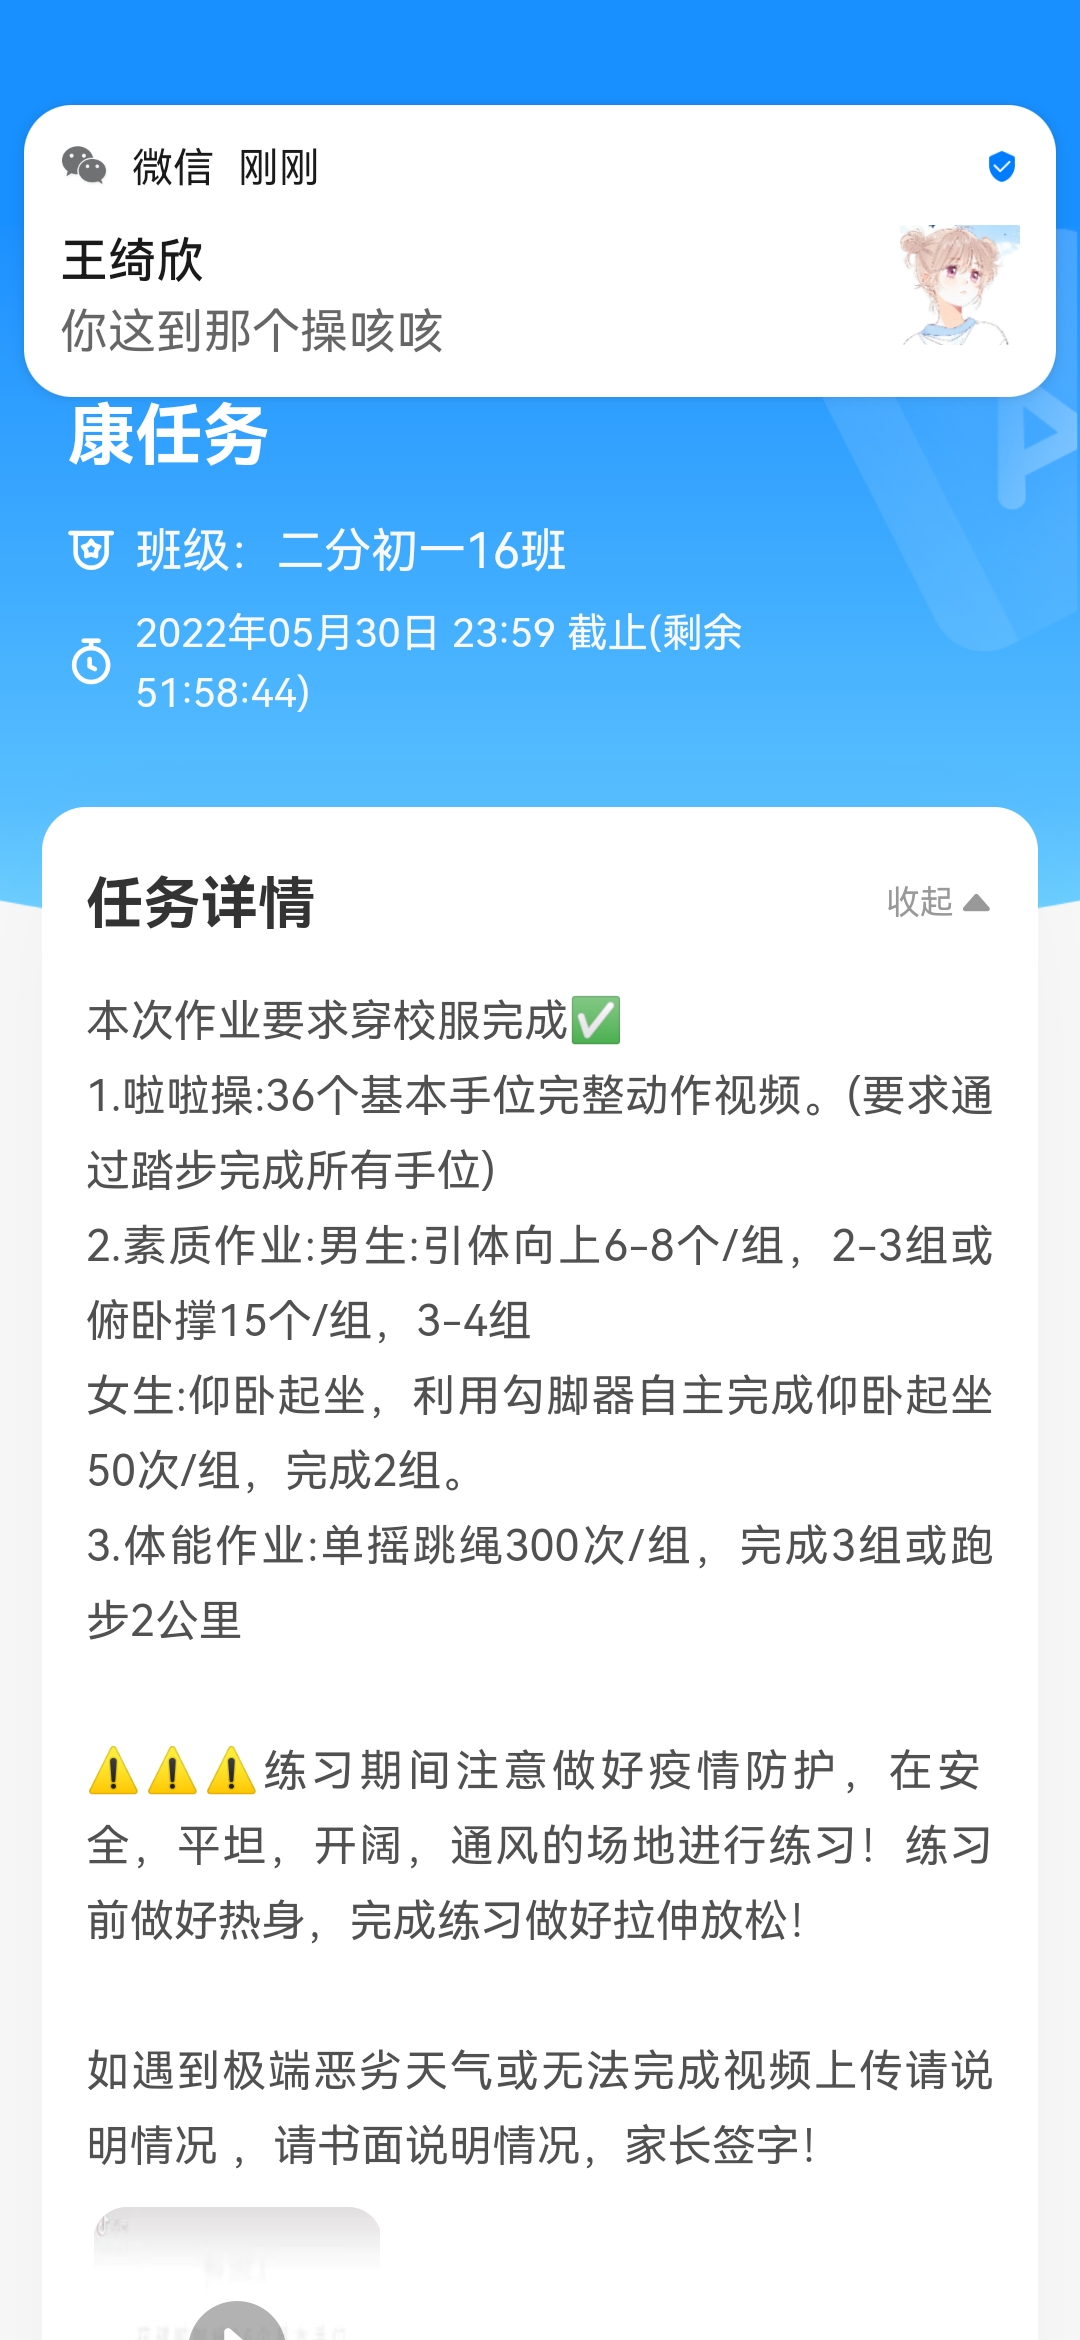 微信 刚刚
王绮欣
你这到那个操咳咳
康任务
班级：二分初一16班
2022年05月30日 23:59 截止(剩余
51:58:44)
任务详情
收起
本次作业要求穿校服完成✅
1.啦啦操:36个基本手位完整动作视频。(要求通
过踏步完成所有手位)
2.素质作业:男生:引体向上6-8个/组，2-3组或
俯卧撑15个/组，3-4组
女生:仰卧起坐，利用勾脚器自主完成仰卧起坐
50次/组，完成2组。
3.体能作业:单摇跳绳300次/组，完成3组或跑
步2公里
⚠️⚠️⚠️练习期间注意做好疫情防护，在安
全，平坦，开阔，通风的场地进行练习！练习
前做好热身，完成练习做好拉伸放松！
如遇到极端恶劣天气或无法完成视频上传请说
明情况 ，请书面说明情况，家长签字！